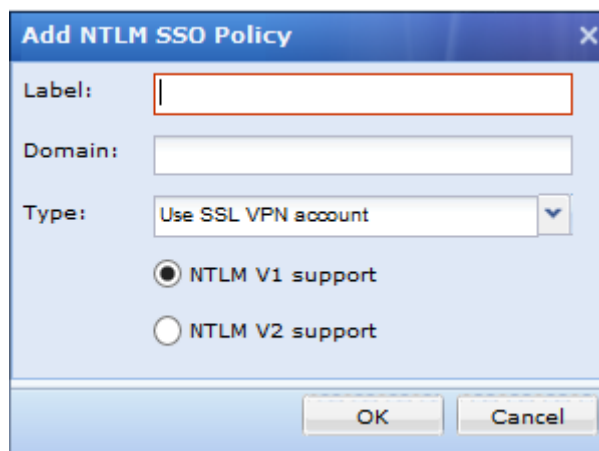 Add NTLM SSO Policy
Label:
Domain:
Type: Use SSL VPN account
NTLM V1 support
NTLM V2 support
OK Cancel